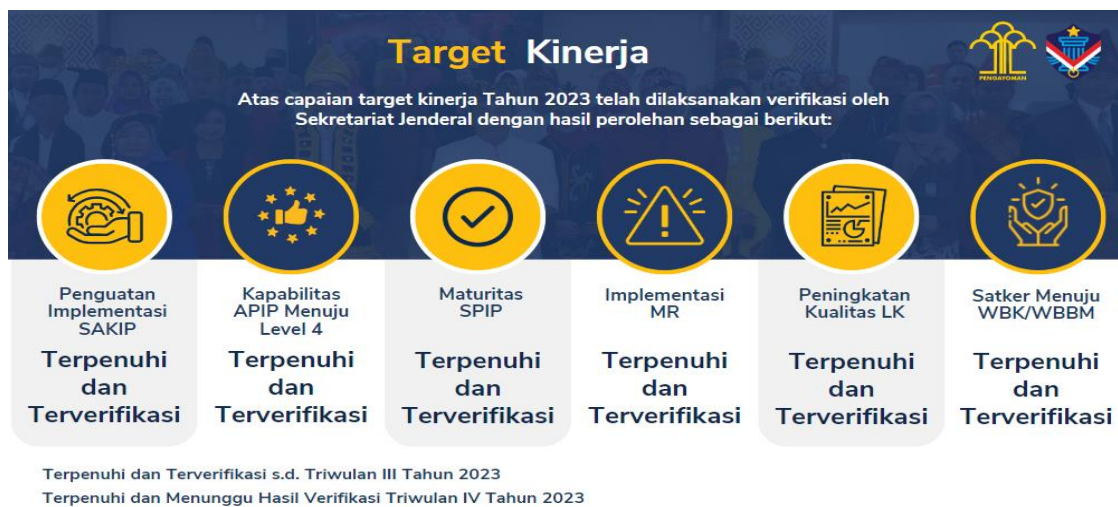 Target Kinerja
PENGAYOMAN
Atas capaian target kinerja Tahun 2023 telah dilaksanakan verifikasi oleh
Sekretariat Jenderal dengan hasil perolehan sebagai berikut:
Penguatan
Implementasi
SAKIP
Terpenuhi
dan
Terverifikasi
Kapabilitas
APIP Menuju
Level 4
Terpenuhi
dan
Terverifikasi
Maturitas
SPIP
Terpenuhi
dan
Terverifikasi
Implementasi
MR
Terpenuhi
dan
Terverifikasi
Peningkatan
Kualitas LK
Terpenuhi
dan
Terverifikasi
Satker Menuju
WBK/WBBM
Terpenuhi
dan
Terverifikasi
Terpenuhi dan Terverifikasi s.d. Triwulan III Tahun 2023
Terpenuhi dan Menunggu Hasil Verifikasi Triwulan IV Tahun 2023